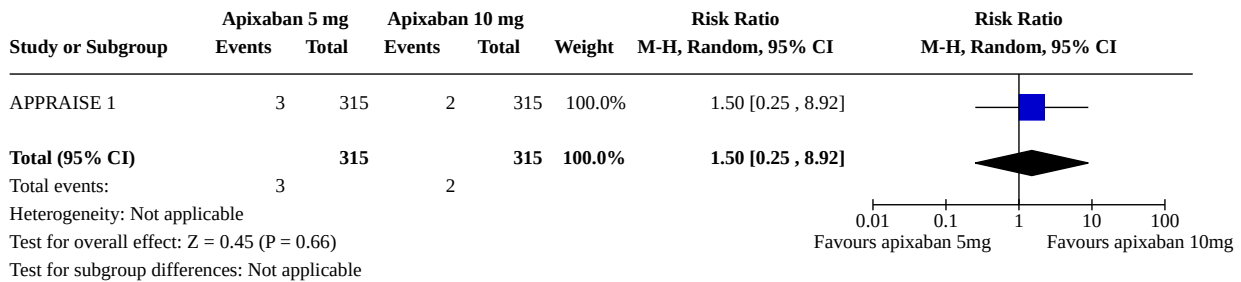 Apixaban 5 mg Apixaban 10 mg Risk Ratio Risk Ratio
Study or Subgroup Events Total Events Total Weight M-H, Random, 95% CI M-H, Random, 95% CI
APPRAISE 1 3 315 2 315 100.0% 1.50 [0.25 , 8.92]
Total (95% CI) 315 315 100.0% 1.50 [0.25 , 8.92]
Total events: 3 2
Heterogeneity: Not applicable
0.01 0.1 1 10 100
Test for overall effect: Z = 0.45 (P = 0.66) Favours apixaban 5mg Favours apixaban 10mg
Test for subgroup differences: Not applicable